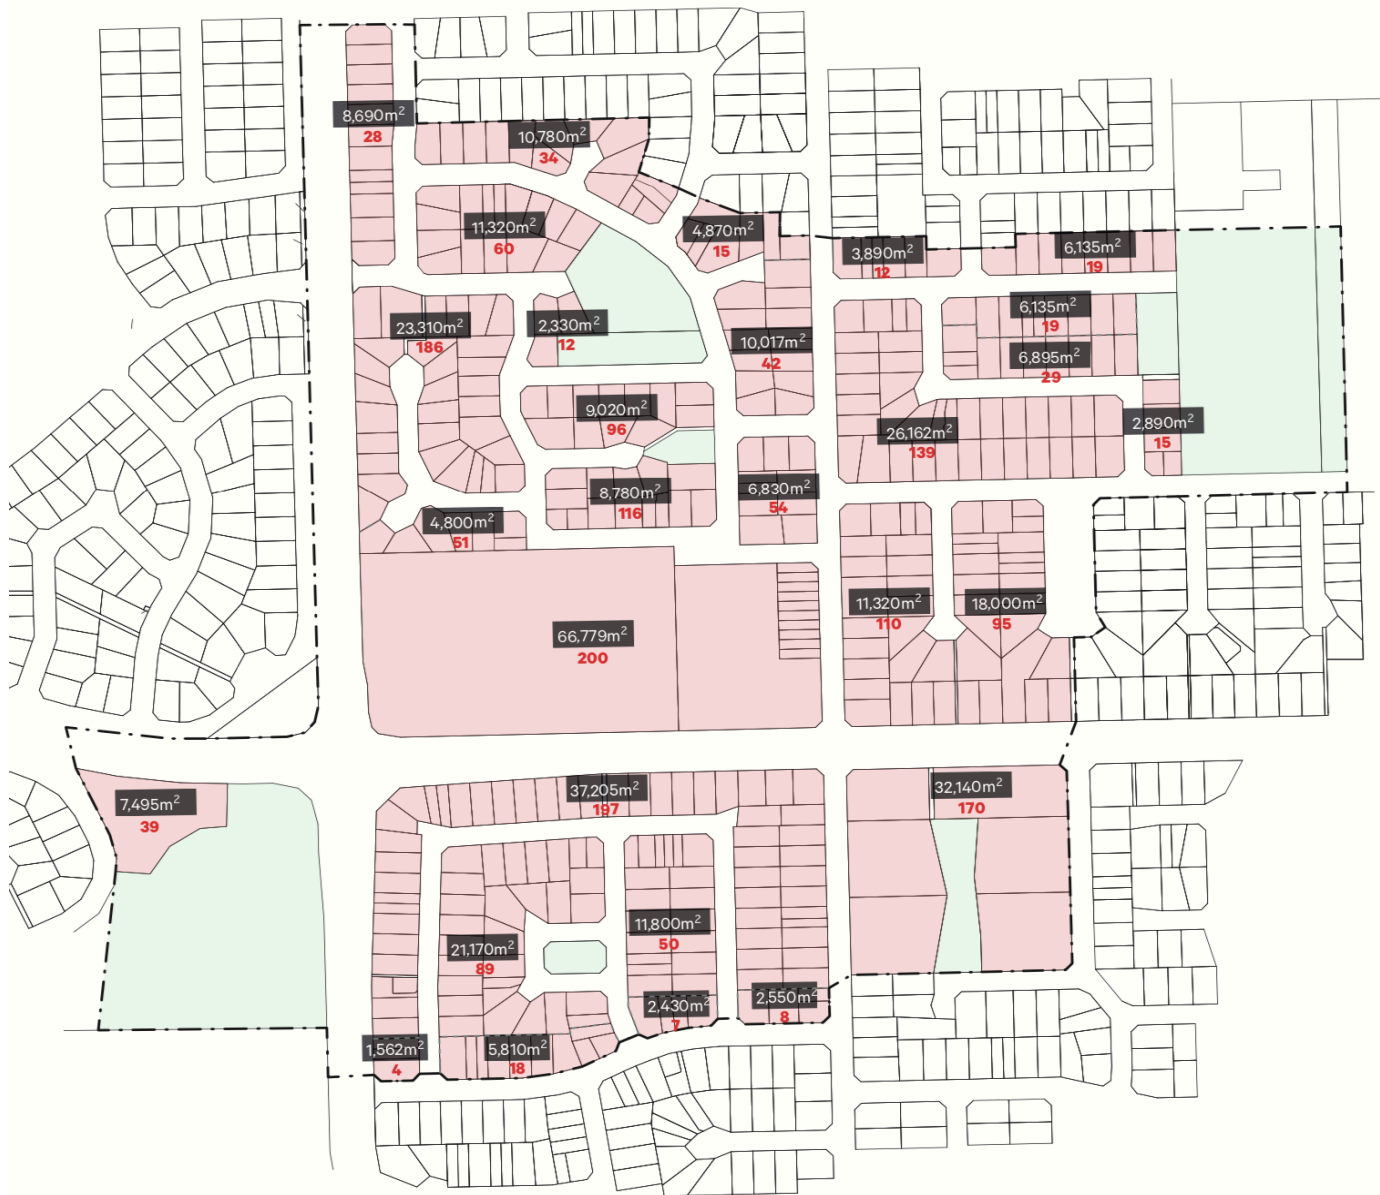 8,690m²
28
10,780m²
34
11,320m²
60
4,870m²
15
3,890m²
12
6,135m²
19
23,310m²
186
2,330m²
12
10,017m²
42
6,135m²
19
6,895m²
29
9,020m²
96
26,162m²
139
2,890m²
15
8,780m²
116
6,830m²
54
4,800m²
51
11,320m²
110
18,000m²
95
66,779m²
200
7,495m²
39
37,205m²
197
32,140m²
170
21,170m²
89
11,800m²
50
2,430m²
7
2,550m²
8
1,562m²
4
5,810m²
18